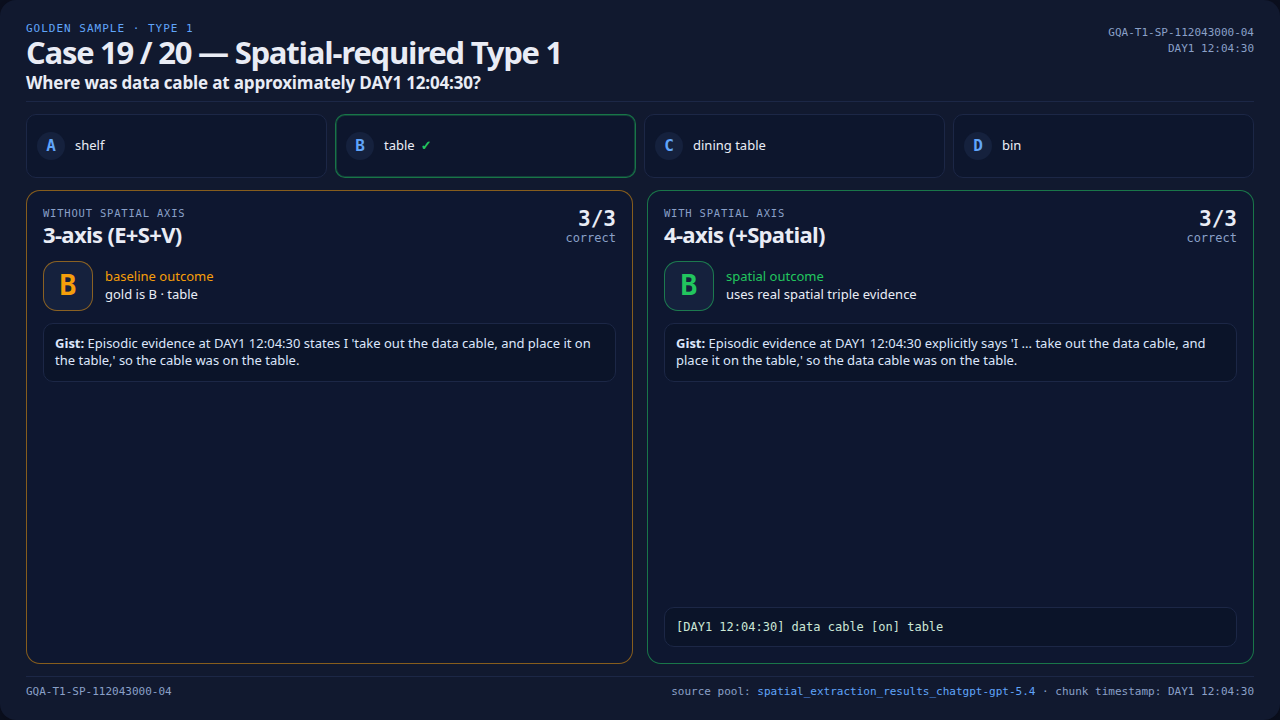 GOLDEN SAMPLE · TYPE 1
Case 19 / 20 — Spatial-required Type 1
Where was data cable at approximately DAY1 12:04:30?
GQA-T1-SP-112043000-04
DAY1 12:04:30
A shelf
B table ✓
C dining table
D bin
WITHOUT SPATIAL AXIS
3-axis (E+S+V)
3/3
correct
B
baseline outcome
gold is B · table
Gist: Episodic evidence at DAY1 12:04:30 states I 'take out the data cable, and place it on
the table,' so the cable was on the table.
WITH SPATIAL AXIS
4-axis (+Spatial)
3/3
correct
B
spatial outcome
uses real spatial triple evidence
Gist: Episodic evidence at DAY1 12:04:30 explicitly says 'I ... take out the data cable, and
place it on the table,' so the data cable was on the table.
[DAY1 12:04:30] data cable [on] table
GQA-T1-SP-112043000-04
source pool: spatial_extraction_results_chatgpt-gpt-5.4 · chunk timestamp: DAY1 12:04:30